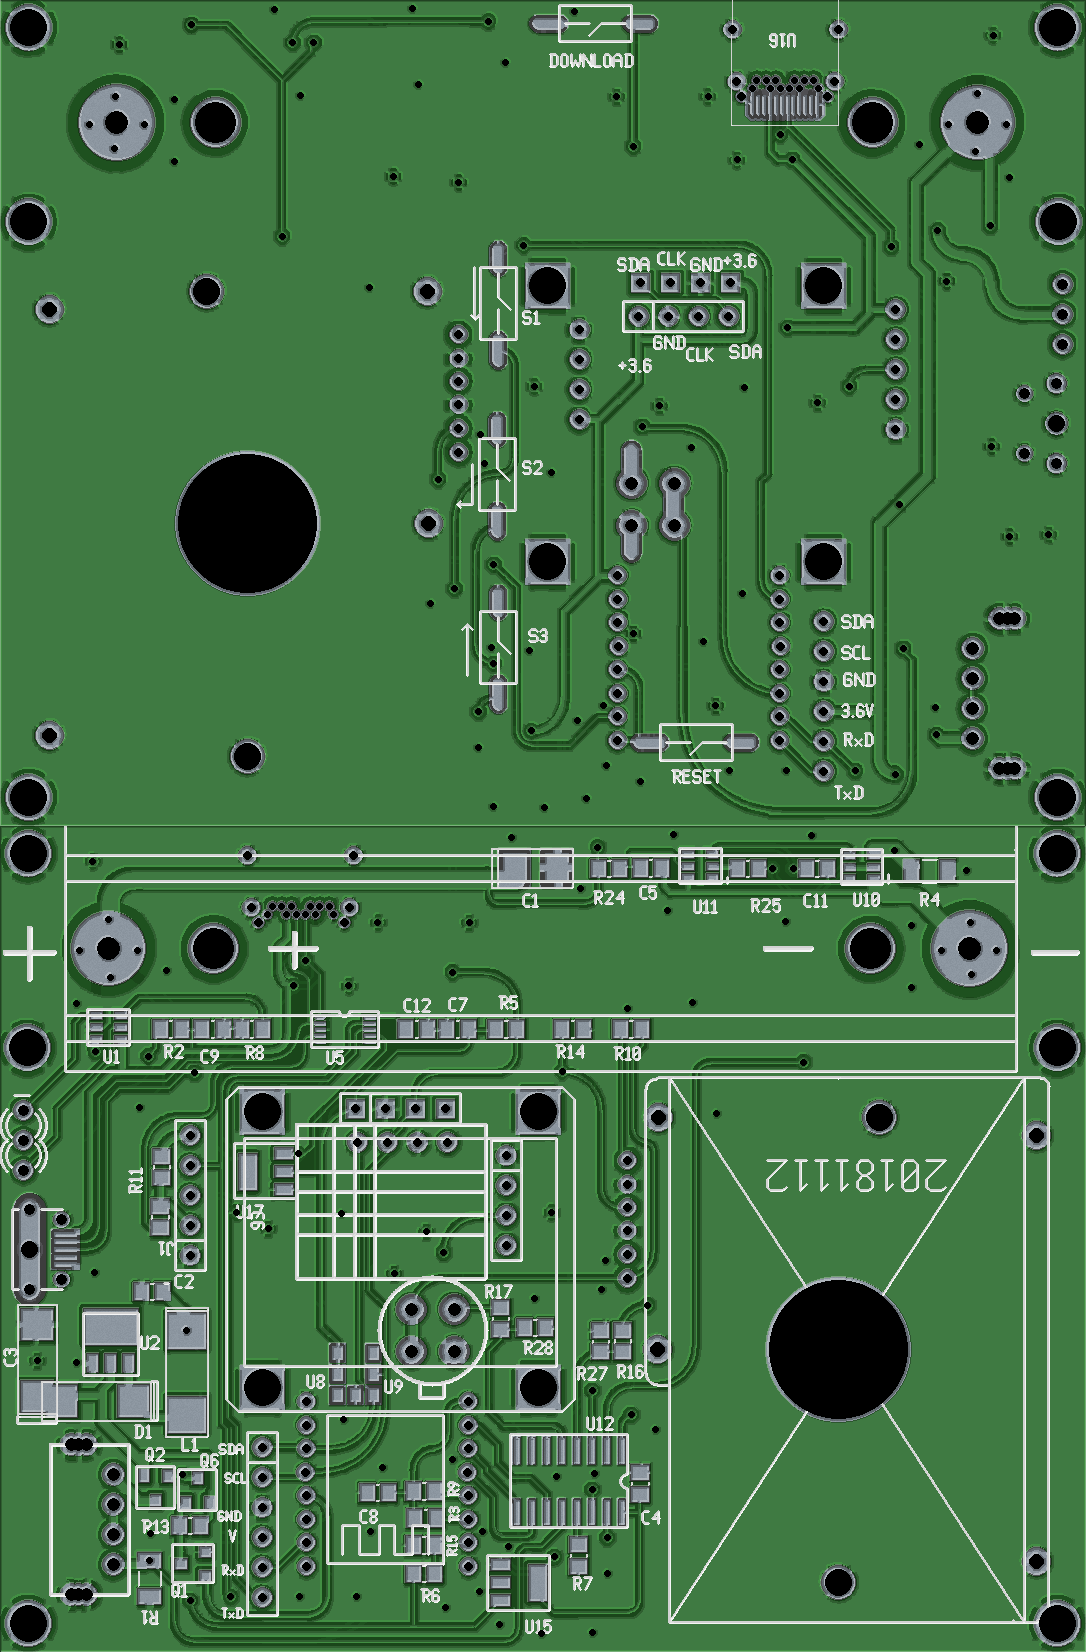 U16
DOWNLOAD
SDA CLK GND +3.6
S1
GND CLK SDA
+3.6
S2
S3
SDA
SCL
GND
3.6V
RxD
RESET
TxD
C1 R24 C5 U11 R25 C11 U10 R4
+ + − −
U1 R2 C9 R8 U5 C12 C7 R5 R14 R10
R11
J1
U17
20181112
C2
C3
U2
R17
R28
U8 U9
R27 R16
D1 L1
U12
Q2 Q6
SDA
SCL
GND
V
RxD
TxD
C8
R9
R3
R15
R6
C4
R7
U15
Q1
R1